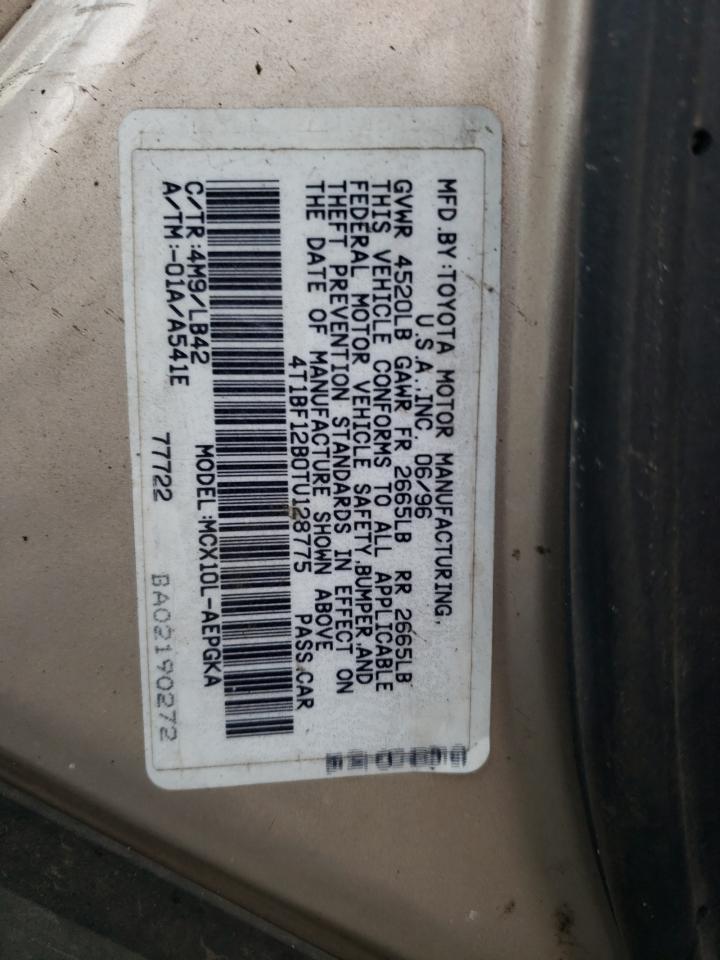 MFD.BY:TOYOTA MOTOR MANUFACTURING,
U.S.A.,INC. 06/96
GVWR 4520LB GAWR FR 2665LB RR 2665LB
THIS VEHICLE CONFORMS TO ALL APPLICABLE
FEDERAL MOTOR VEHICLE SAFETY,BUMPER,AND
THEFT PREVENTION STANDARDS IN EFFECT ON
THE DATE OF MANUFACTURE SHOWN ABOVE
4T1BF12B0TU128775 PASS.CAR
C/TR:4M9/LB42 MODEL:MCX10L-AEPGKA
A/TM:-01A/A541E 77722 BA02190272